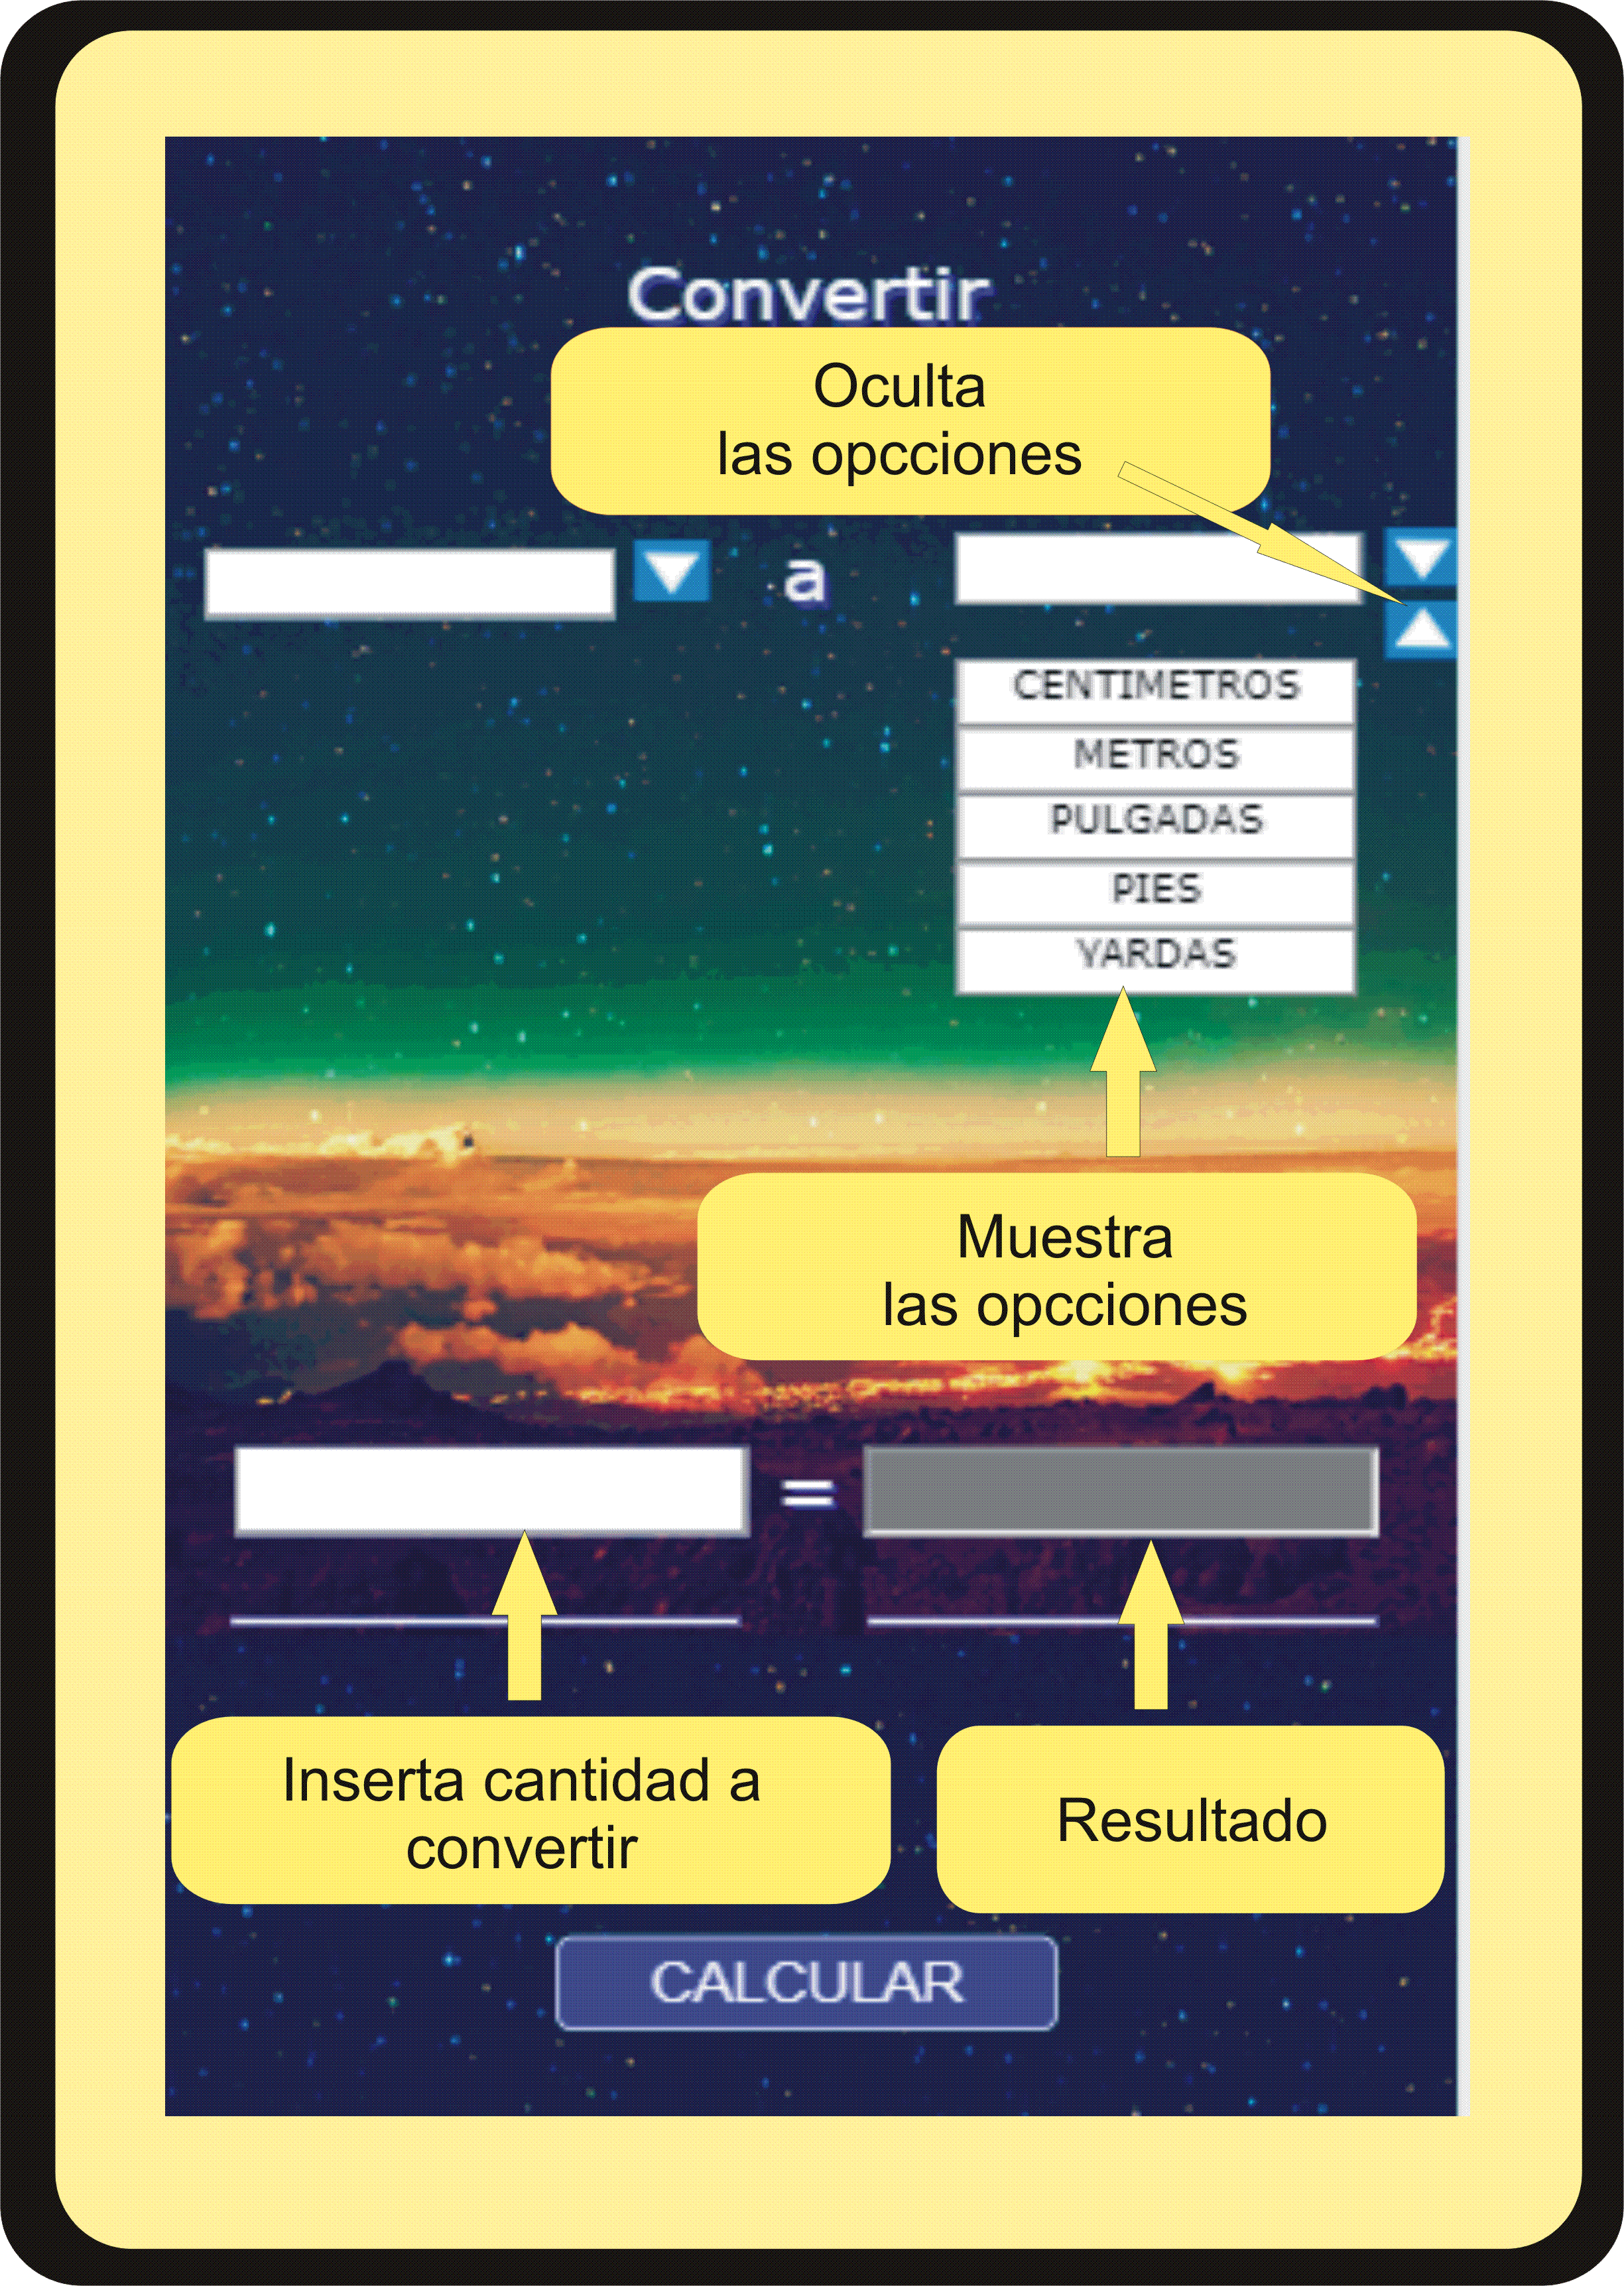 Convertir
Oculta
las opcciones
a
CENTIMETROS
METROS
PULGADAS
PIES
YARDAS
Muestra
las opcciones
=
Inserta cantidad a
convertir
Resultado
CALCULAR